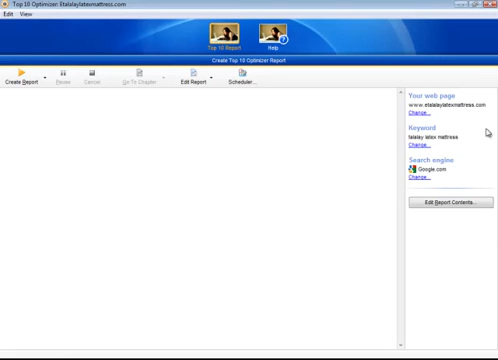 Top 10 Optimizer: Etalalaylatexmattress.com
Edit View
Top 10 Report Help
Create Top 10 Optimizer Report
Create Report Pause Cancel Go To Chapter Edit Report Scheduler...
Your web page
www.etalalaylatexmattress.com
Change...
Keyword
talalay latex mattress
Change...
Search engine
Google.com
Change...
Edit Report Contents...